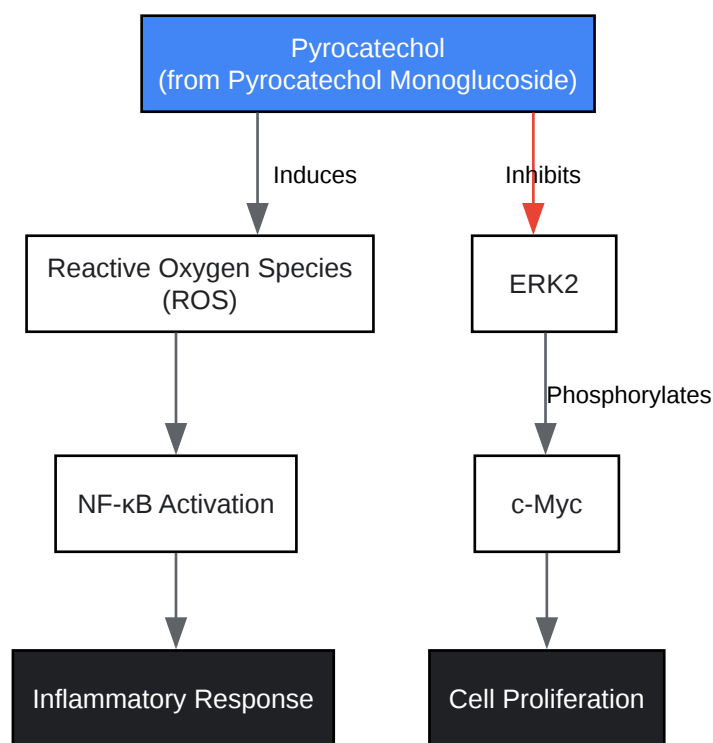 Pyrocatechol
(from Pyrocatechol Monoglucoside)
Induces
Inhibits
Reactive Oxygen Species
(ROS)
ERK2
Phosphorylates
NF-κB Activation
c-Myc
Inflammatory Response
Cell Proliferation